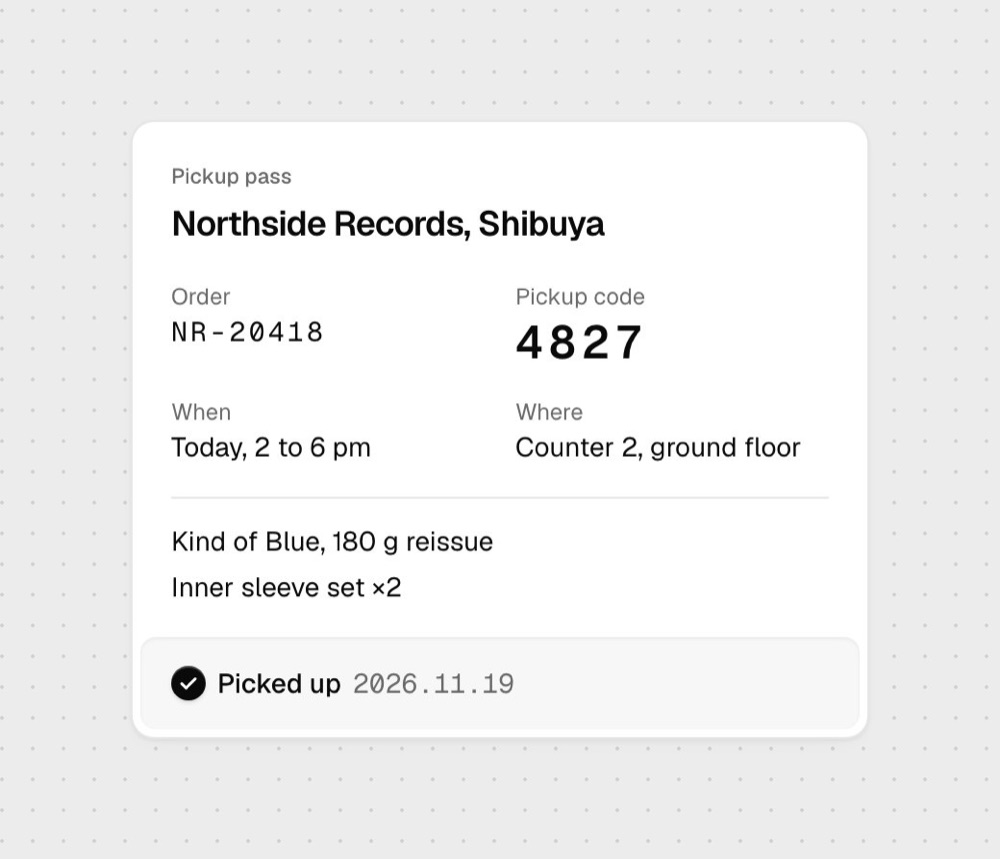 Pickup pass
Northside Records, Shibuya
Order
NR-20418
Pickup code
4827
When
Today, 2 to 6 pm
Where
Counter 2, ground floor
Kind of Blue, 180 g reissue
Inner sleeve set ×2
Picked up 2026.11.19